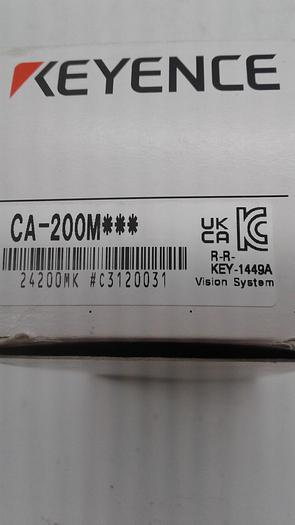 KEYENCE
CA-200M***
24200MK #C3120031
UK
CA
R-R-
KEY-1449A
Vision System